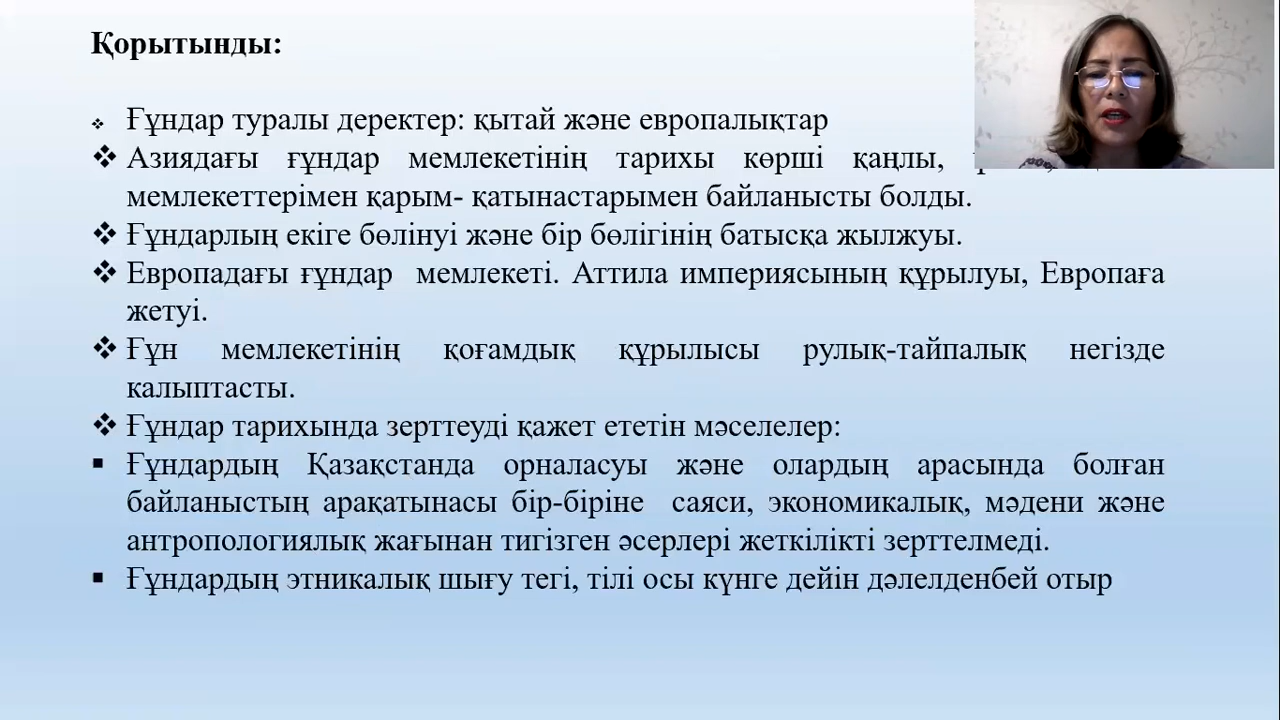 Қорытынды:
❖ Ғұндар туралы деректер: қытай және европалықтар
❖ Азиядағы ғұндар мемлекетінің тарихы көрші қаңлы,
мемлекеттерімен қарым- қатынастарымен байланысты болды.
❖ Ғұндарлың екіге бөлінуі және бір бөлігінің батысқа жылжуы.
❖ Европадағы ғұндар мемлекеті. Аттила империясының құрылуы, Европаға
жетуі.
❖ Ғұн мемлекетінің қоғамдық құрылысы рулық-тайпалық негізде
калыптасты.
❖ Ғұндар тарихында зерттеуді қажет ететін мәселелер:
▪ Ғұндардың Қазақстанда орналасуы және олардың арасында болған
байланыстың арақатынасы бір-біріне саяси, экономикалық, мәдени және
антропологиялық жағынан тигізген әсерлері жеткілікті зерттелмеді.
▪ Ғұндардың этникалық шығу тегі, тілі осы күнге дейін дәлелденбей отыр